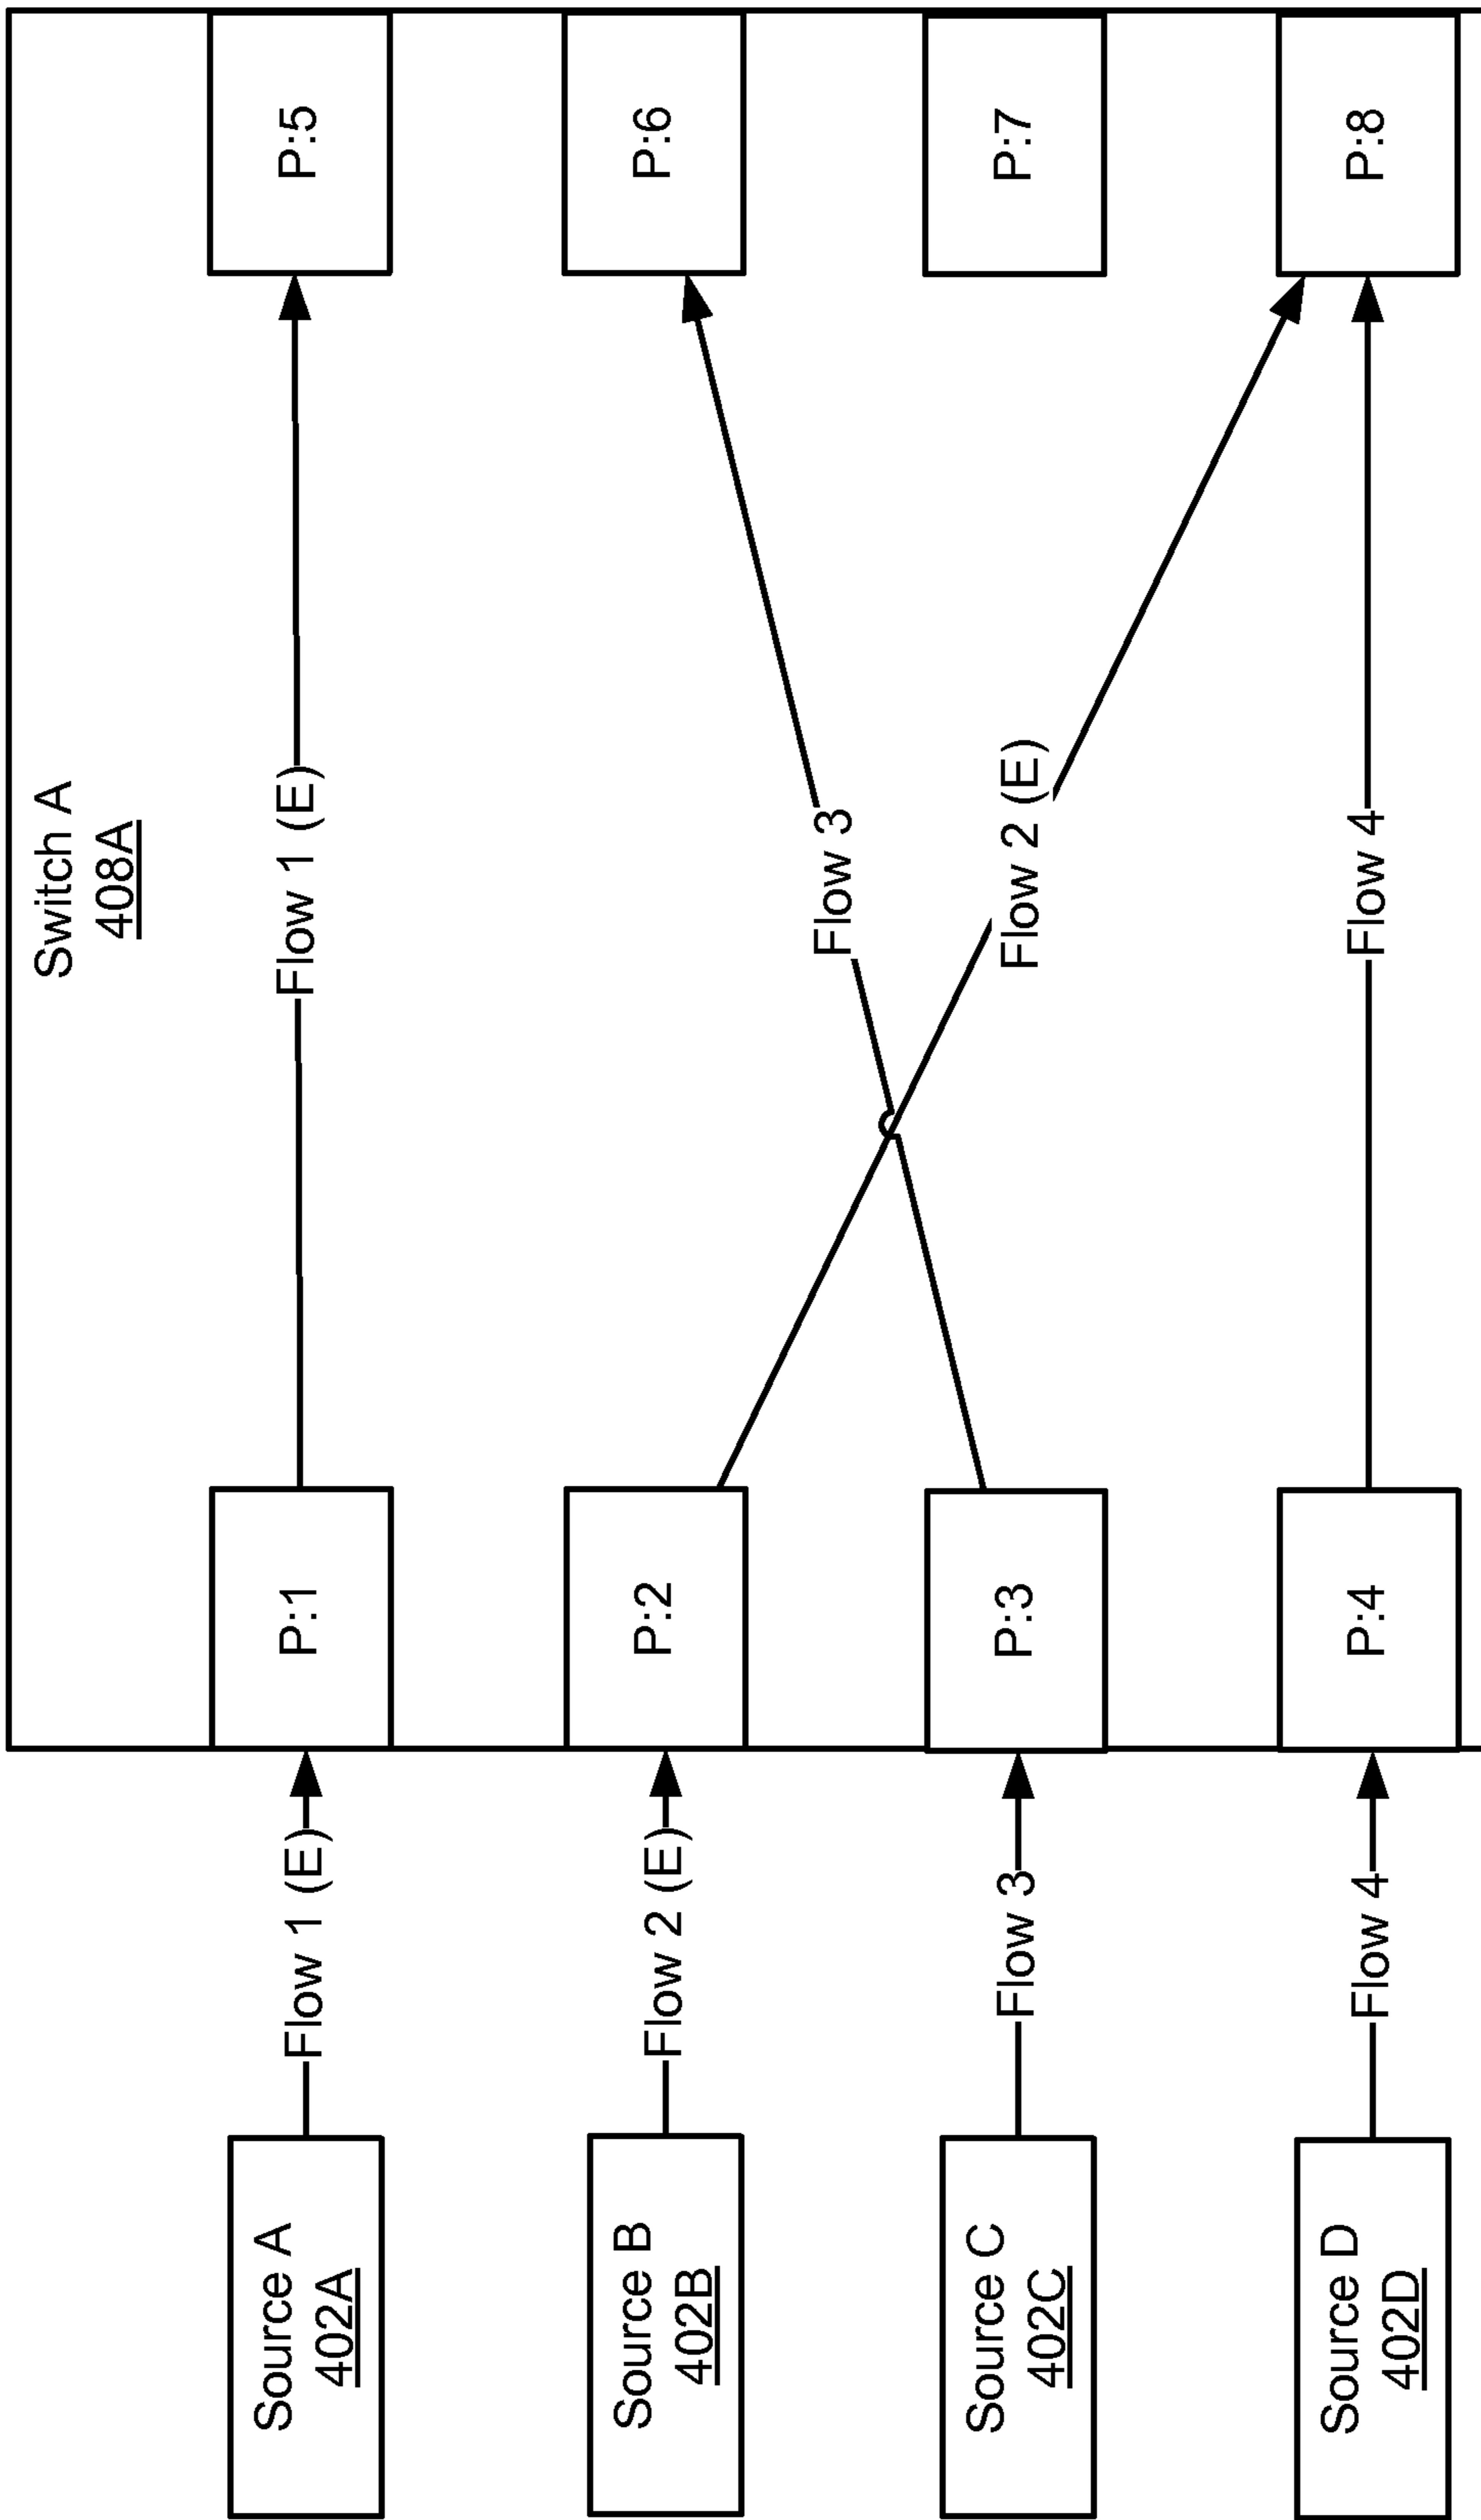 Switch A
408A
Source A
402A
Flow 1 (E)
P:1
Flow 1 (E)
P:5
Source B
402B
Flow 2 (E)
P:2
Flow 3
P:6
Source C
402C
Flow 3
P:3
Flow 2 (E)
P:7
Source D
402D
Flow 4
P:4
Flow 4
P:8